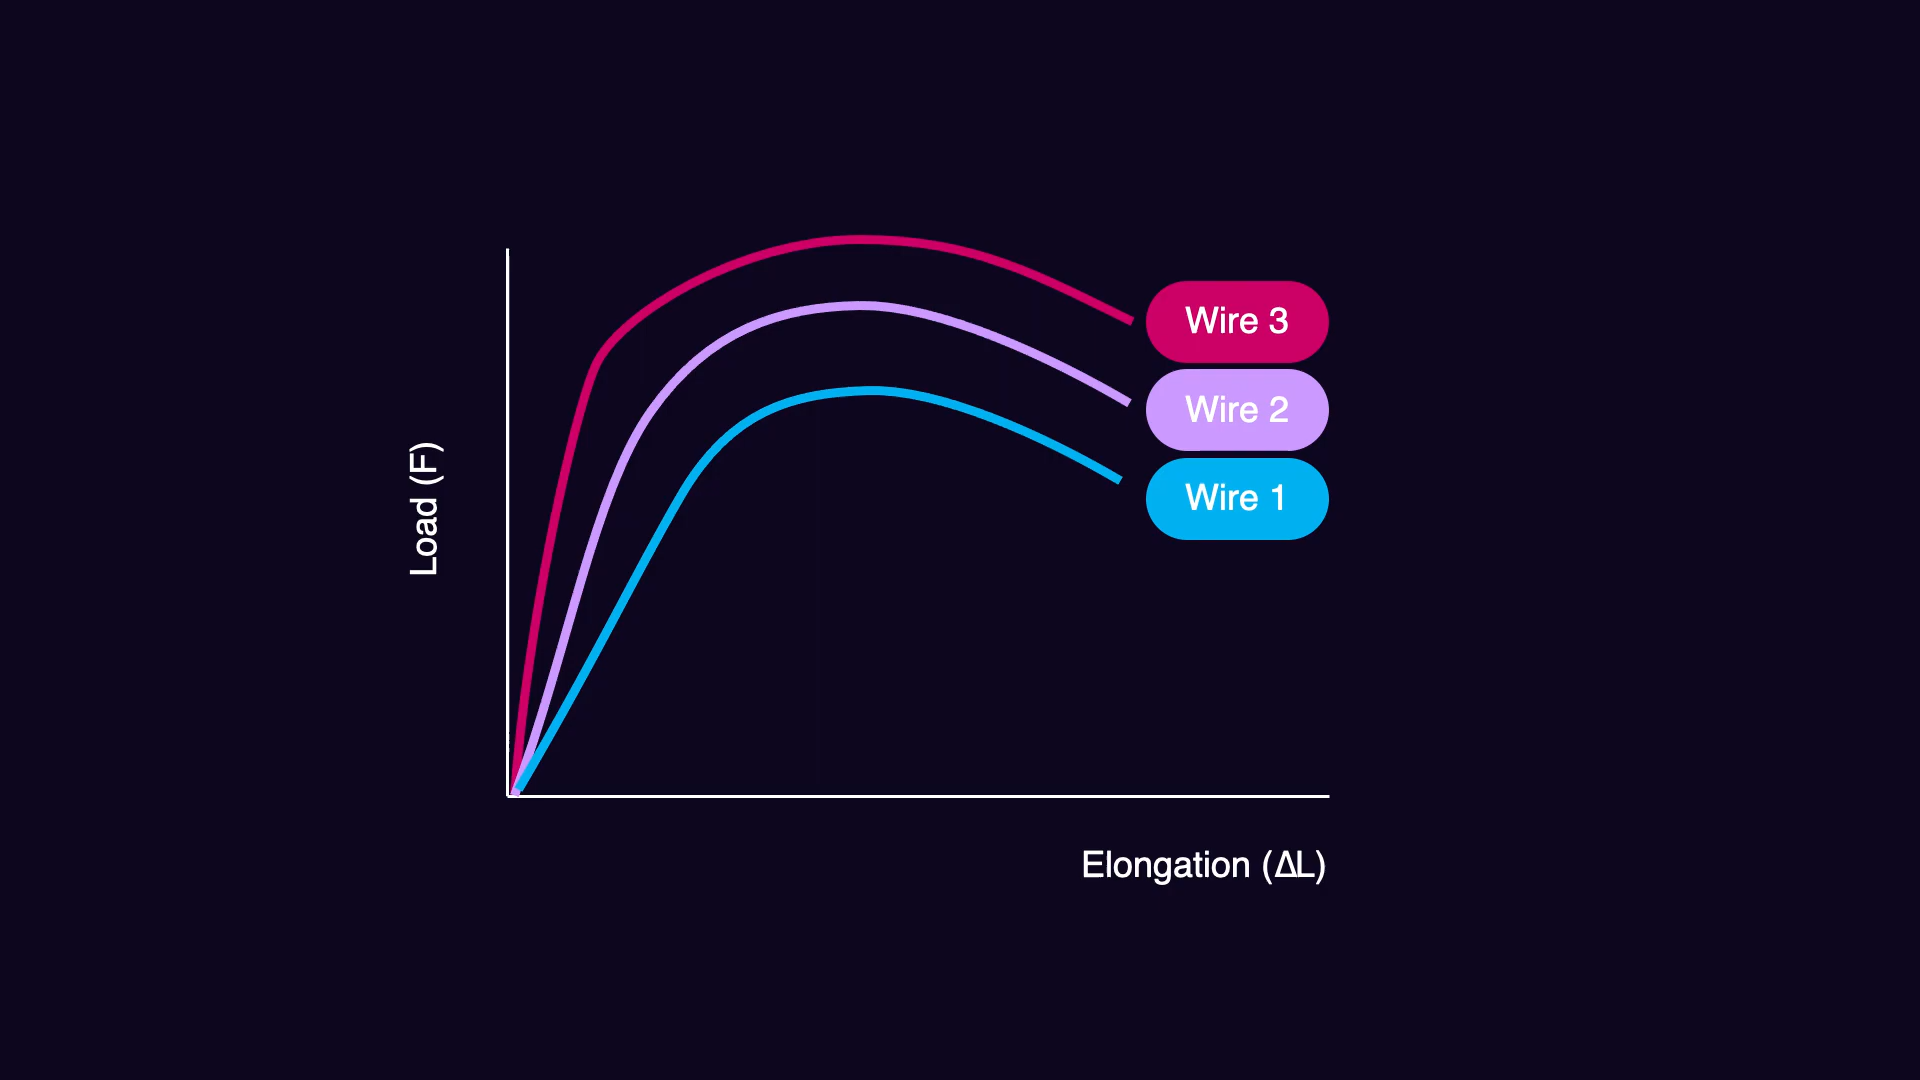 Wire 3
Wire 2
Wire 1
Load (F)
Elongation (ΔL)